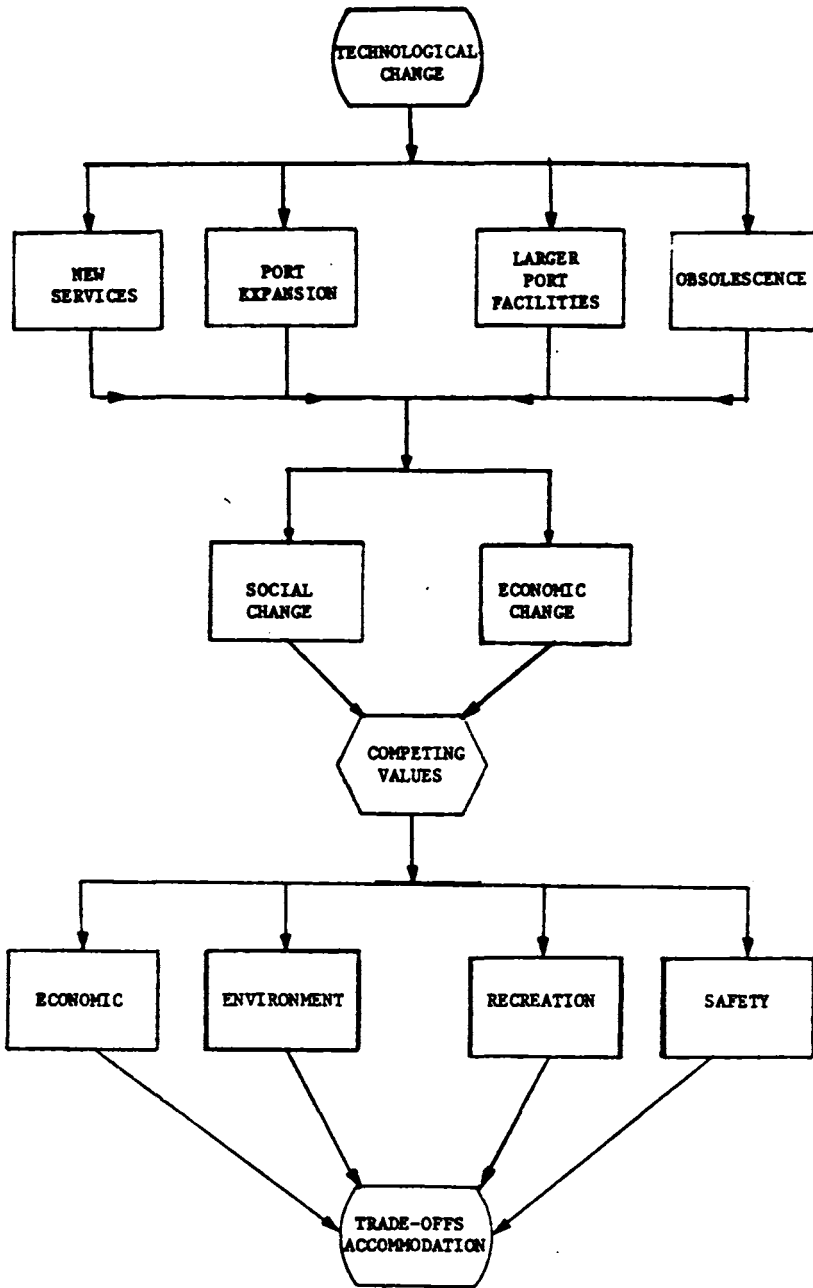 TECHNOLOGICAL
CHANGE
NEW
SERVICES
PORT
EXPANSION
LARGER
PORT
FACILITIES
OBSOLESCENCE
SOCIAL
CHANGE
ECONOMIC
CHANGE
COMPETING
VALUES
ECONOMIC
ENVIRONMENT
RECREATION
SAFETY
TRADE-OFFS
ACCOMMODATION